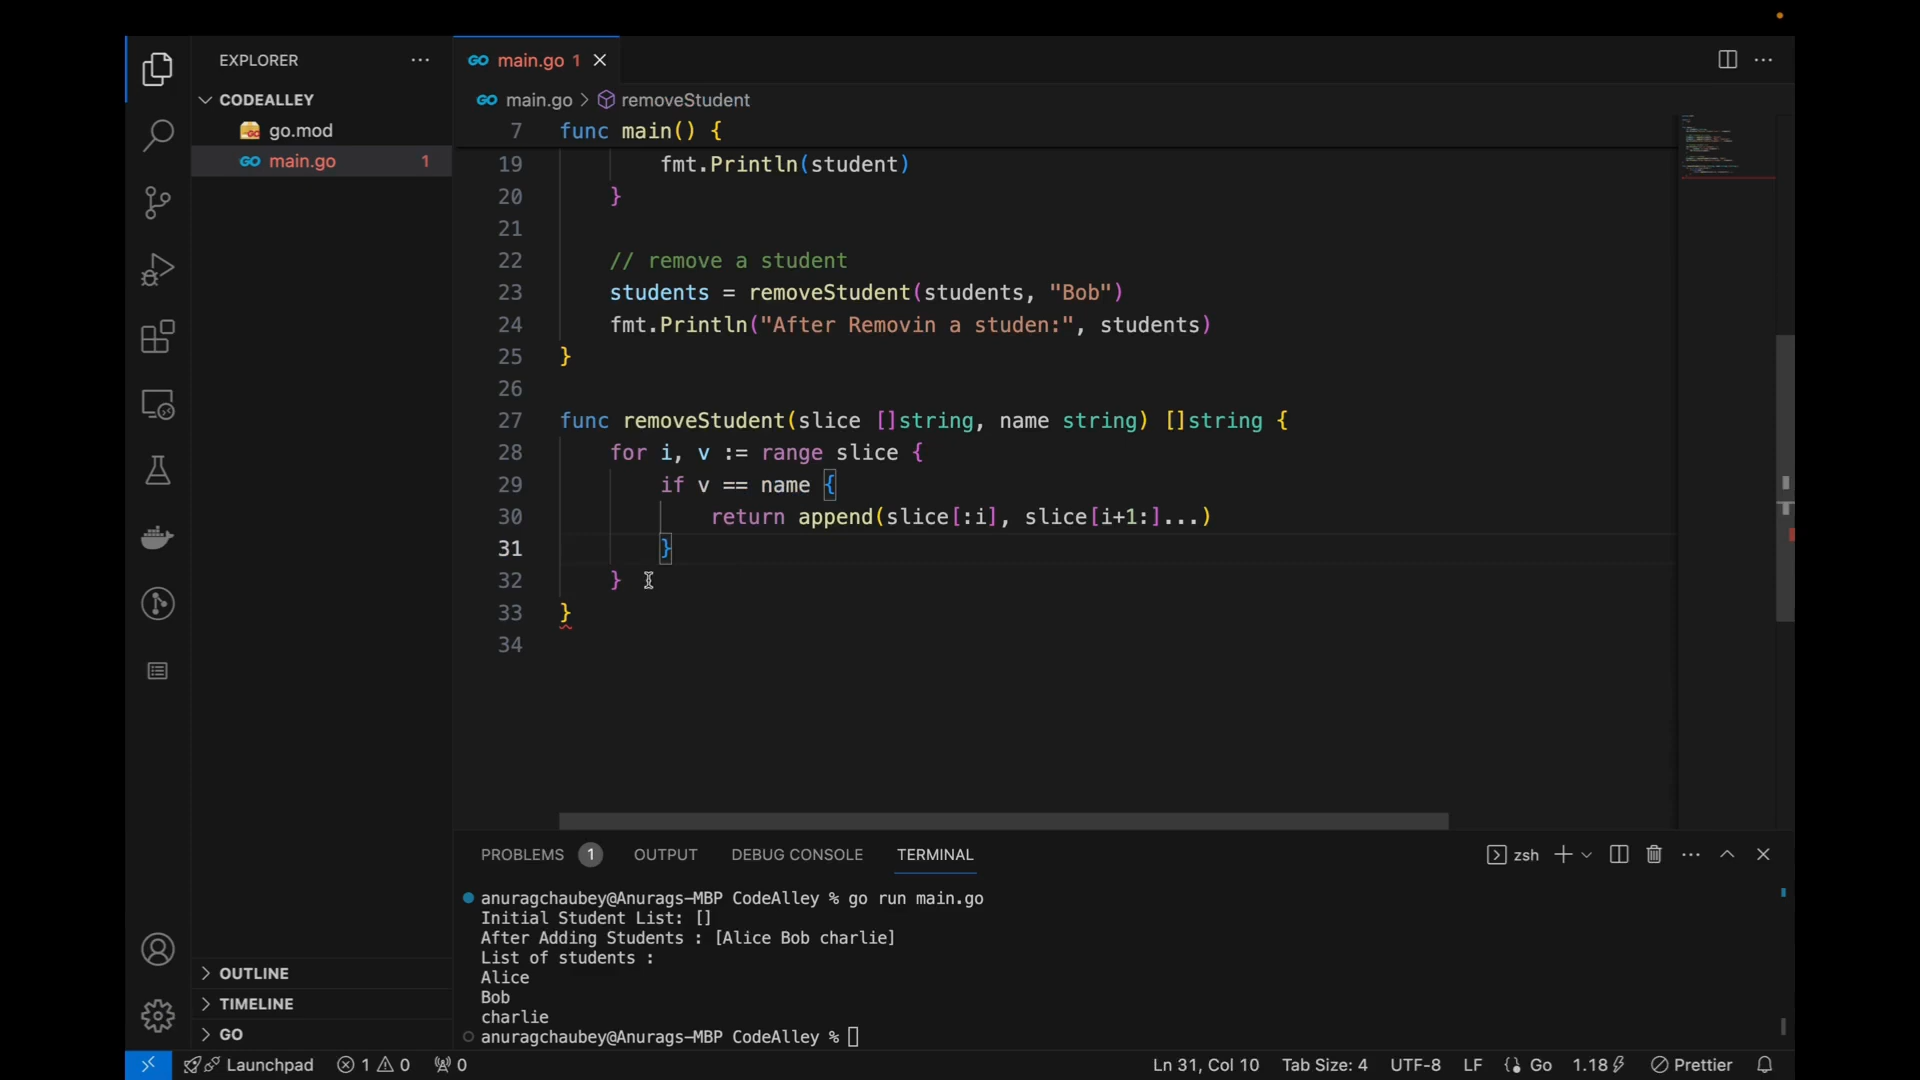 EXPLORER
CODEALLEY
go.mod
main.go 1
main.go 1
main.go > removeStudent
7 func main() {
19 fmt.Println(student)
20 }
21
22 // remove a student
23 students = removeStudent(students, "Bob")
24 fmt.Println("After Removin a studen:", students)
25 }
26
27 func removeStudent(slice []string, name string) []string {
28 for i, v := range slice {
29 if v == name {
30 return append(slice[:i], slice[i+1:]...)
31 }
32 }
33 }
34
PROBLEMS 1 OUTPUT DEBUG CONSOLE TERMINAL
zsh
anuragchaubey@Anurags-MBP CodeAlley % go run main.go
Initial Student List: []
After Adding Students : [Alice Bob charlie]
List of students :
Alice
Bob
charlie
anuragchaubey@Anurags-MBP CodeAlley %
OUTLINE
TIMELINE
GO
Launchpad 1 0 0 Ln 31, Col 10 Tab Size: 4 UTF-8 LF Go 1.18 Prettier